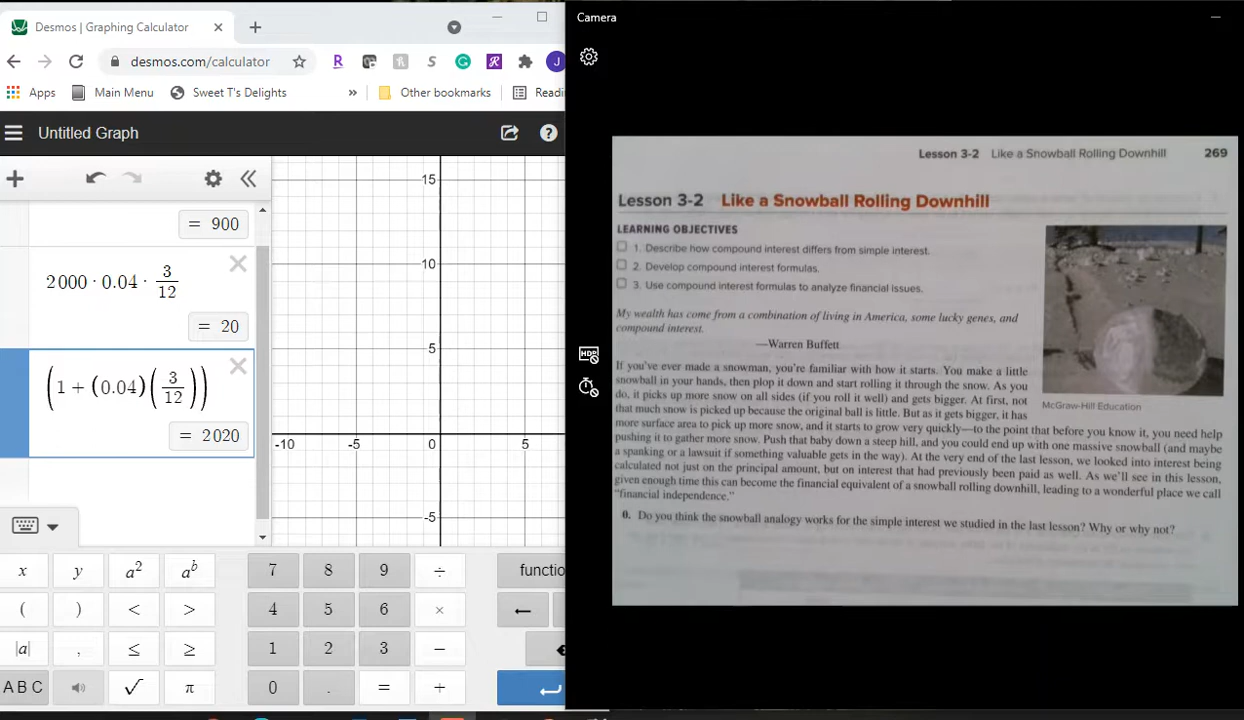 Desmos | Graphing Calculator
desmos.com/calculator
Apps Main Menu Sweet T's Delights » Other bookmarks Readi
Untitled Graph
= 900
2000 · 0.04 · 3/12
= 20
(1 + (0.04)(3/12))
= 2020
15
10
5
-10 -5 0 5
-5
x y a² aᵇ 7 8 9 ÷ functio
( ) < > 4 5 6 ×
|a| , ≤ ≥ 1 2 3 −
A B C √ π 0 . = +
Camera
Lesson 3-2 Like a Snowball Rolling Downhill 269
Lesson 3-2 Like a Snowball Rolling Downhill
LEARNING OBJECTIVES
1. Describe how compound interest differs from simple interest.
2. Develop compound interest formulas.
3. Use compound interest formulas to analyze financial issues.
My wealth has come from a combination of living in America, some lucky genes, and
compound interest.
—Warren Buffett
If you've ever made a snowman, you're familiar with how it starts. You make a little
snowball in your hands, then plop it down and start rolling it through the snow. As you
do, it picks up more snow on all sides (if you roll it well) and gets bigger. At first, not
that much snow is picked up because the original ball is little. But as it gets bigger, it has
McGraw-Hill Education
more surface area to pick up more snow, and it starts to grow very quickly—to the point that before you know it, you need help
pushing it to gather more snow. Push that baby down a steep hill, and you could end up with one massive snowball (and maybe
a spanking or a lawsuit if something valuable gets in the way). At the very end of the last lesson, we looked into interest being
calculated not just on the principal amount, but on interest that had previously been paid as well. As we'll see in this lesson,
given enough time this can become the financial equivalent of a snowball rolling downhill, leading to a wonderful place we call
"financial independence."
0. Do you think the snowball analogy works for the simple interest we studied in the last lesson? Why or why not?